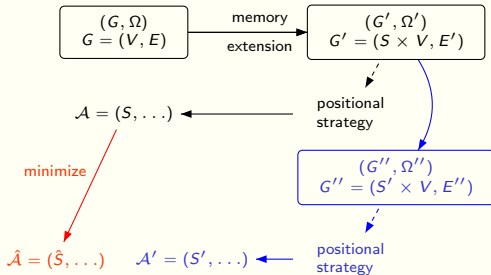 (G, Ω)
G = (V, E)
memory
extension
(G′, Ω′)
G′ = (S × V, E′)
positional
strategy
𝒜 = (S, . . .)
minimize
(G′′, Ω′′)
G′′ = (S′ × V, E′′)
positional
strategy
𝒜̂ = (Ŝ, . . .)
𝒜′ = (S′, . . .)